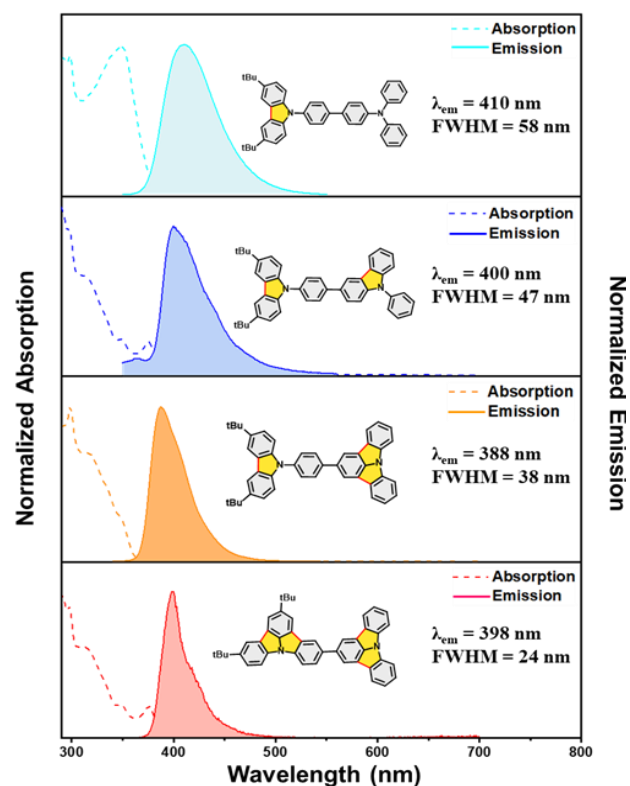 Absorption
Emission
tBu
tBu
N
N
λem = 410 nm
FWHM = 58 nm
Absorption
Emission
tBu
tBu
N
N
λem = 400 nm
FWHM = 47 nm
Absorption
Emission
tBu
tBu
N
N
λem = 388 nm
FWHM = 38 nm
Absorption
Emission
tBu
tBu
N
N
λem = 398 nm
FWHM = 24 nm
Normalized Absorption
Normalized Emission
300 400 500 600 700 800
Wavelength (nm)